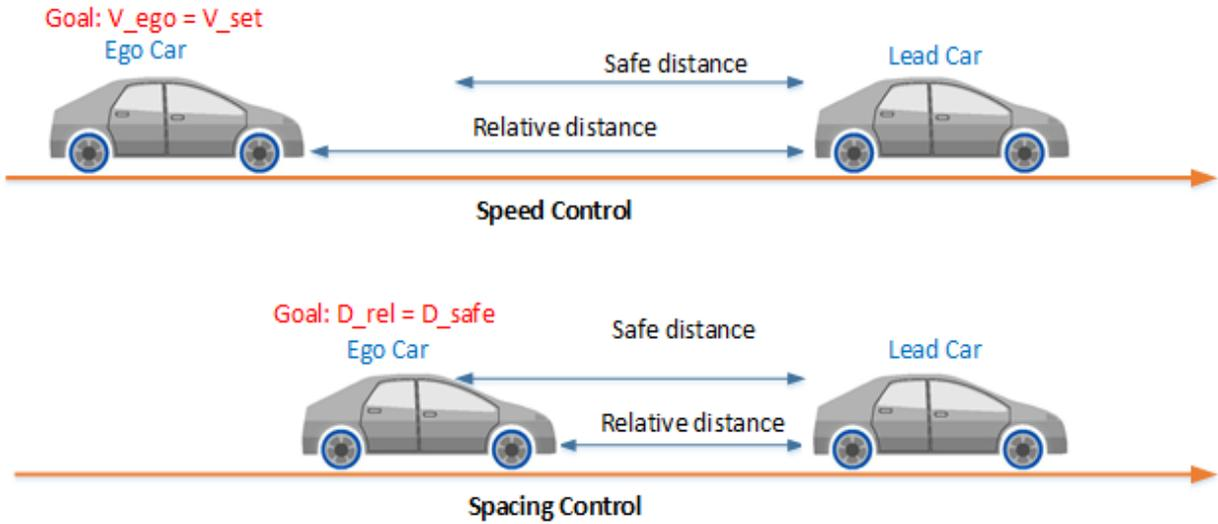 Goal: V_ego = V_set
Ego Car
Safe distance
Lead Car
Relative distance
Speed Control
Goal: D_rel = D_safe
Ego Car
Safe distance
Lead Car
Relative distance
Spacing Control